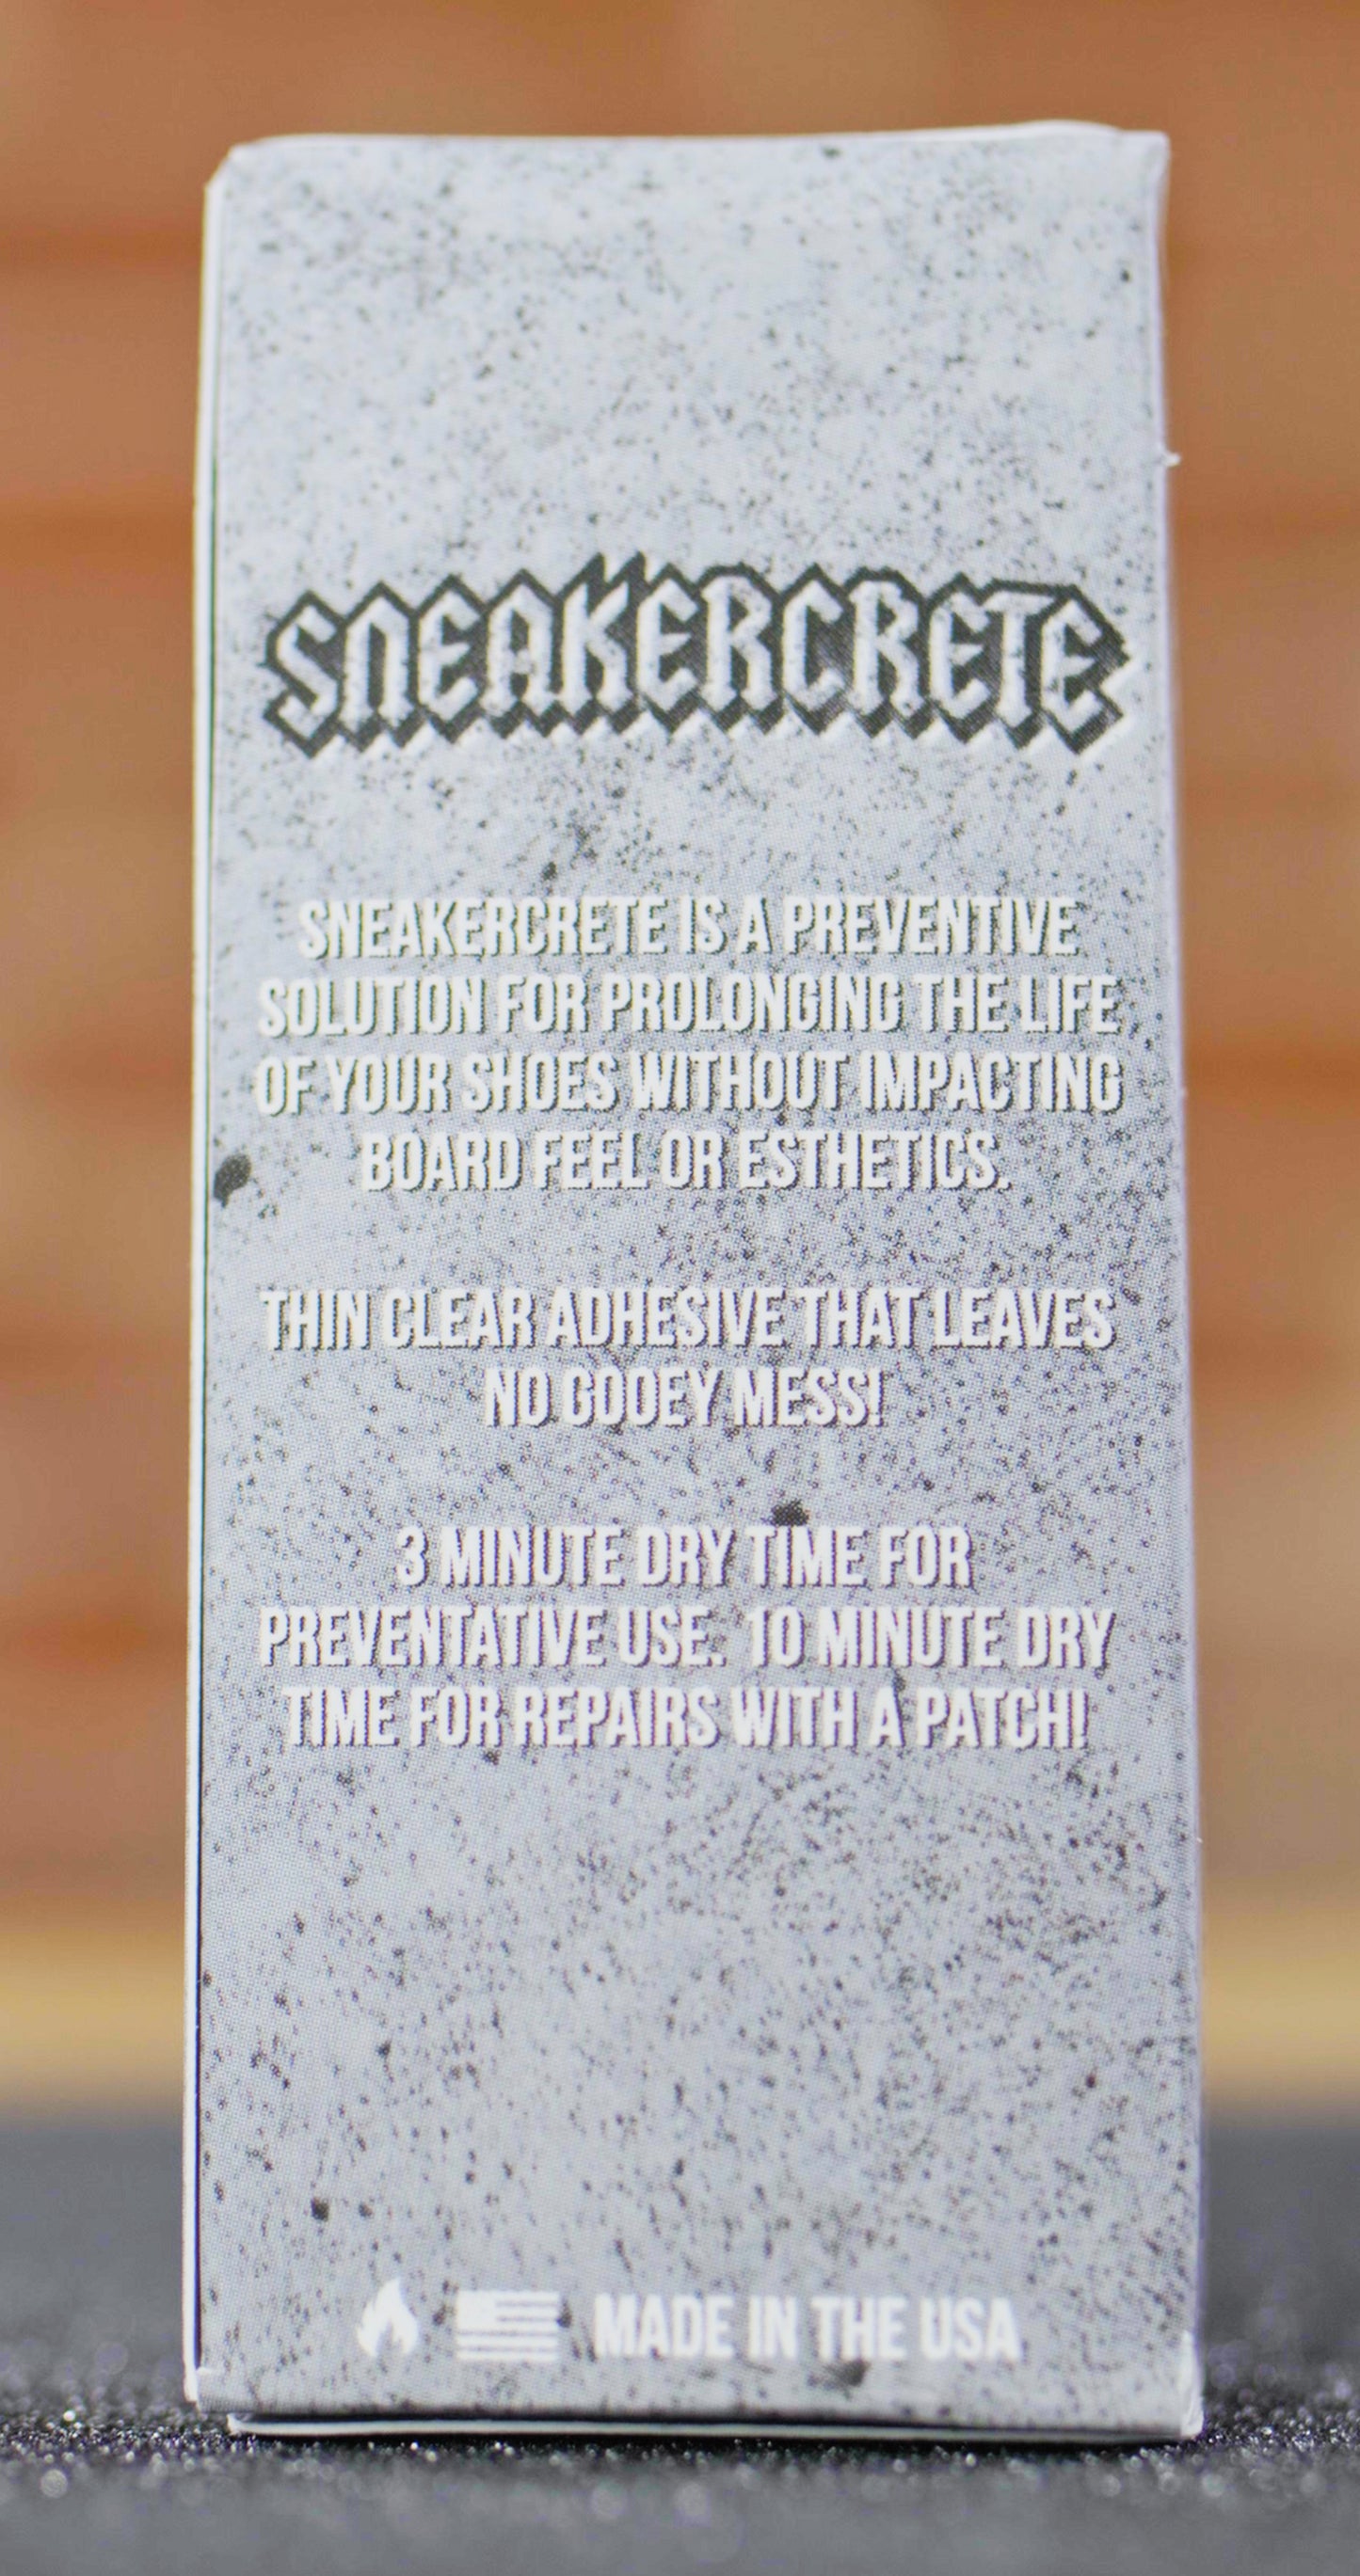 SNEAKERCRETE
SNEAKERCRETE IS A PREVENTIVE
SOLUTION FOR PROLONGING THE LIFE
OF YOUR SHOES WITHOUT IMPACTING
BOARD FEEL OR ESTHETICS.
THIN CLEAR ADHESIVE THAT LEAVES
NO GOOEY MESS!
3 MINUTE DRY TIME FOR
PREVENTATIVE USE. 10 MINUTE DRY
TIME FOR REPAIRS WITH A PATCH!
MADE IN THE USA